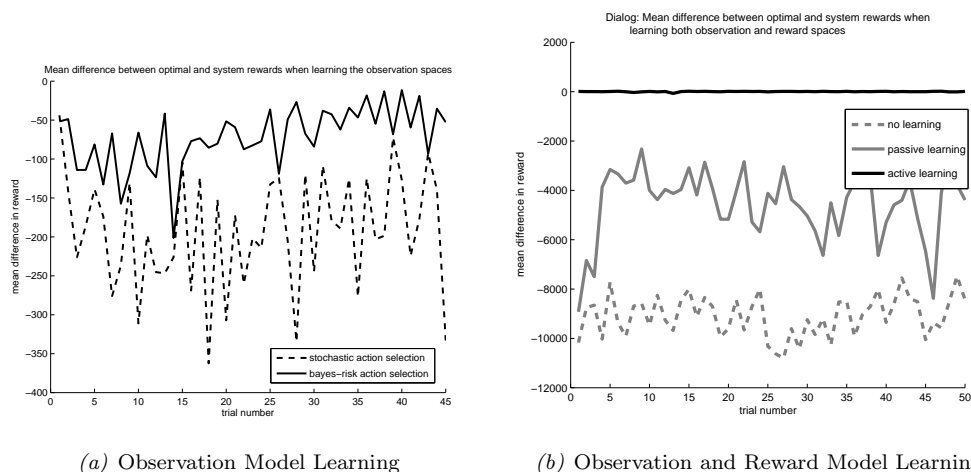 Mean difference between optimal and system rewards when learning the observation spaces
0
−50
−100
−150
−200
−250
−300
−350
−400
mean difference in reward
0 5 10 15 20 25 30 35 40 45
trial number
stochastic action selection
bayes−risk action selection
(a) Observation Model Learning
Dialog: Mean difference between optimal and system rewards when
learning both observation and reward spaces
2000
0
−2000
−4000
−6000
−8000
−10000
−12000
mean difference in reward
0 5 10 15 20 25 30 35 40 45 50
trial number
no learning
passive learning
active learning
(b) Observation and Reward Model Learnin